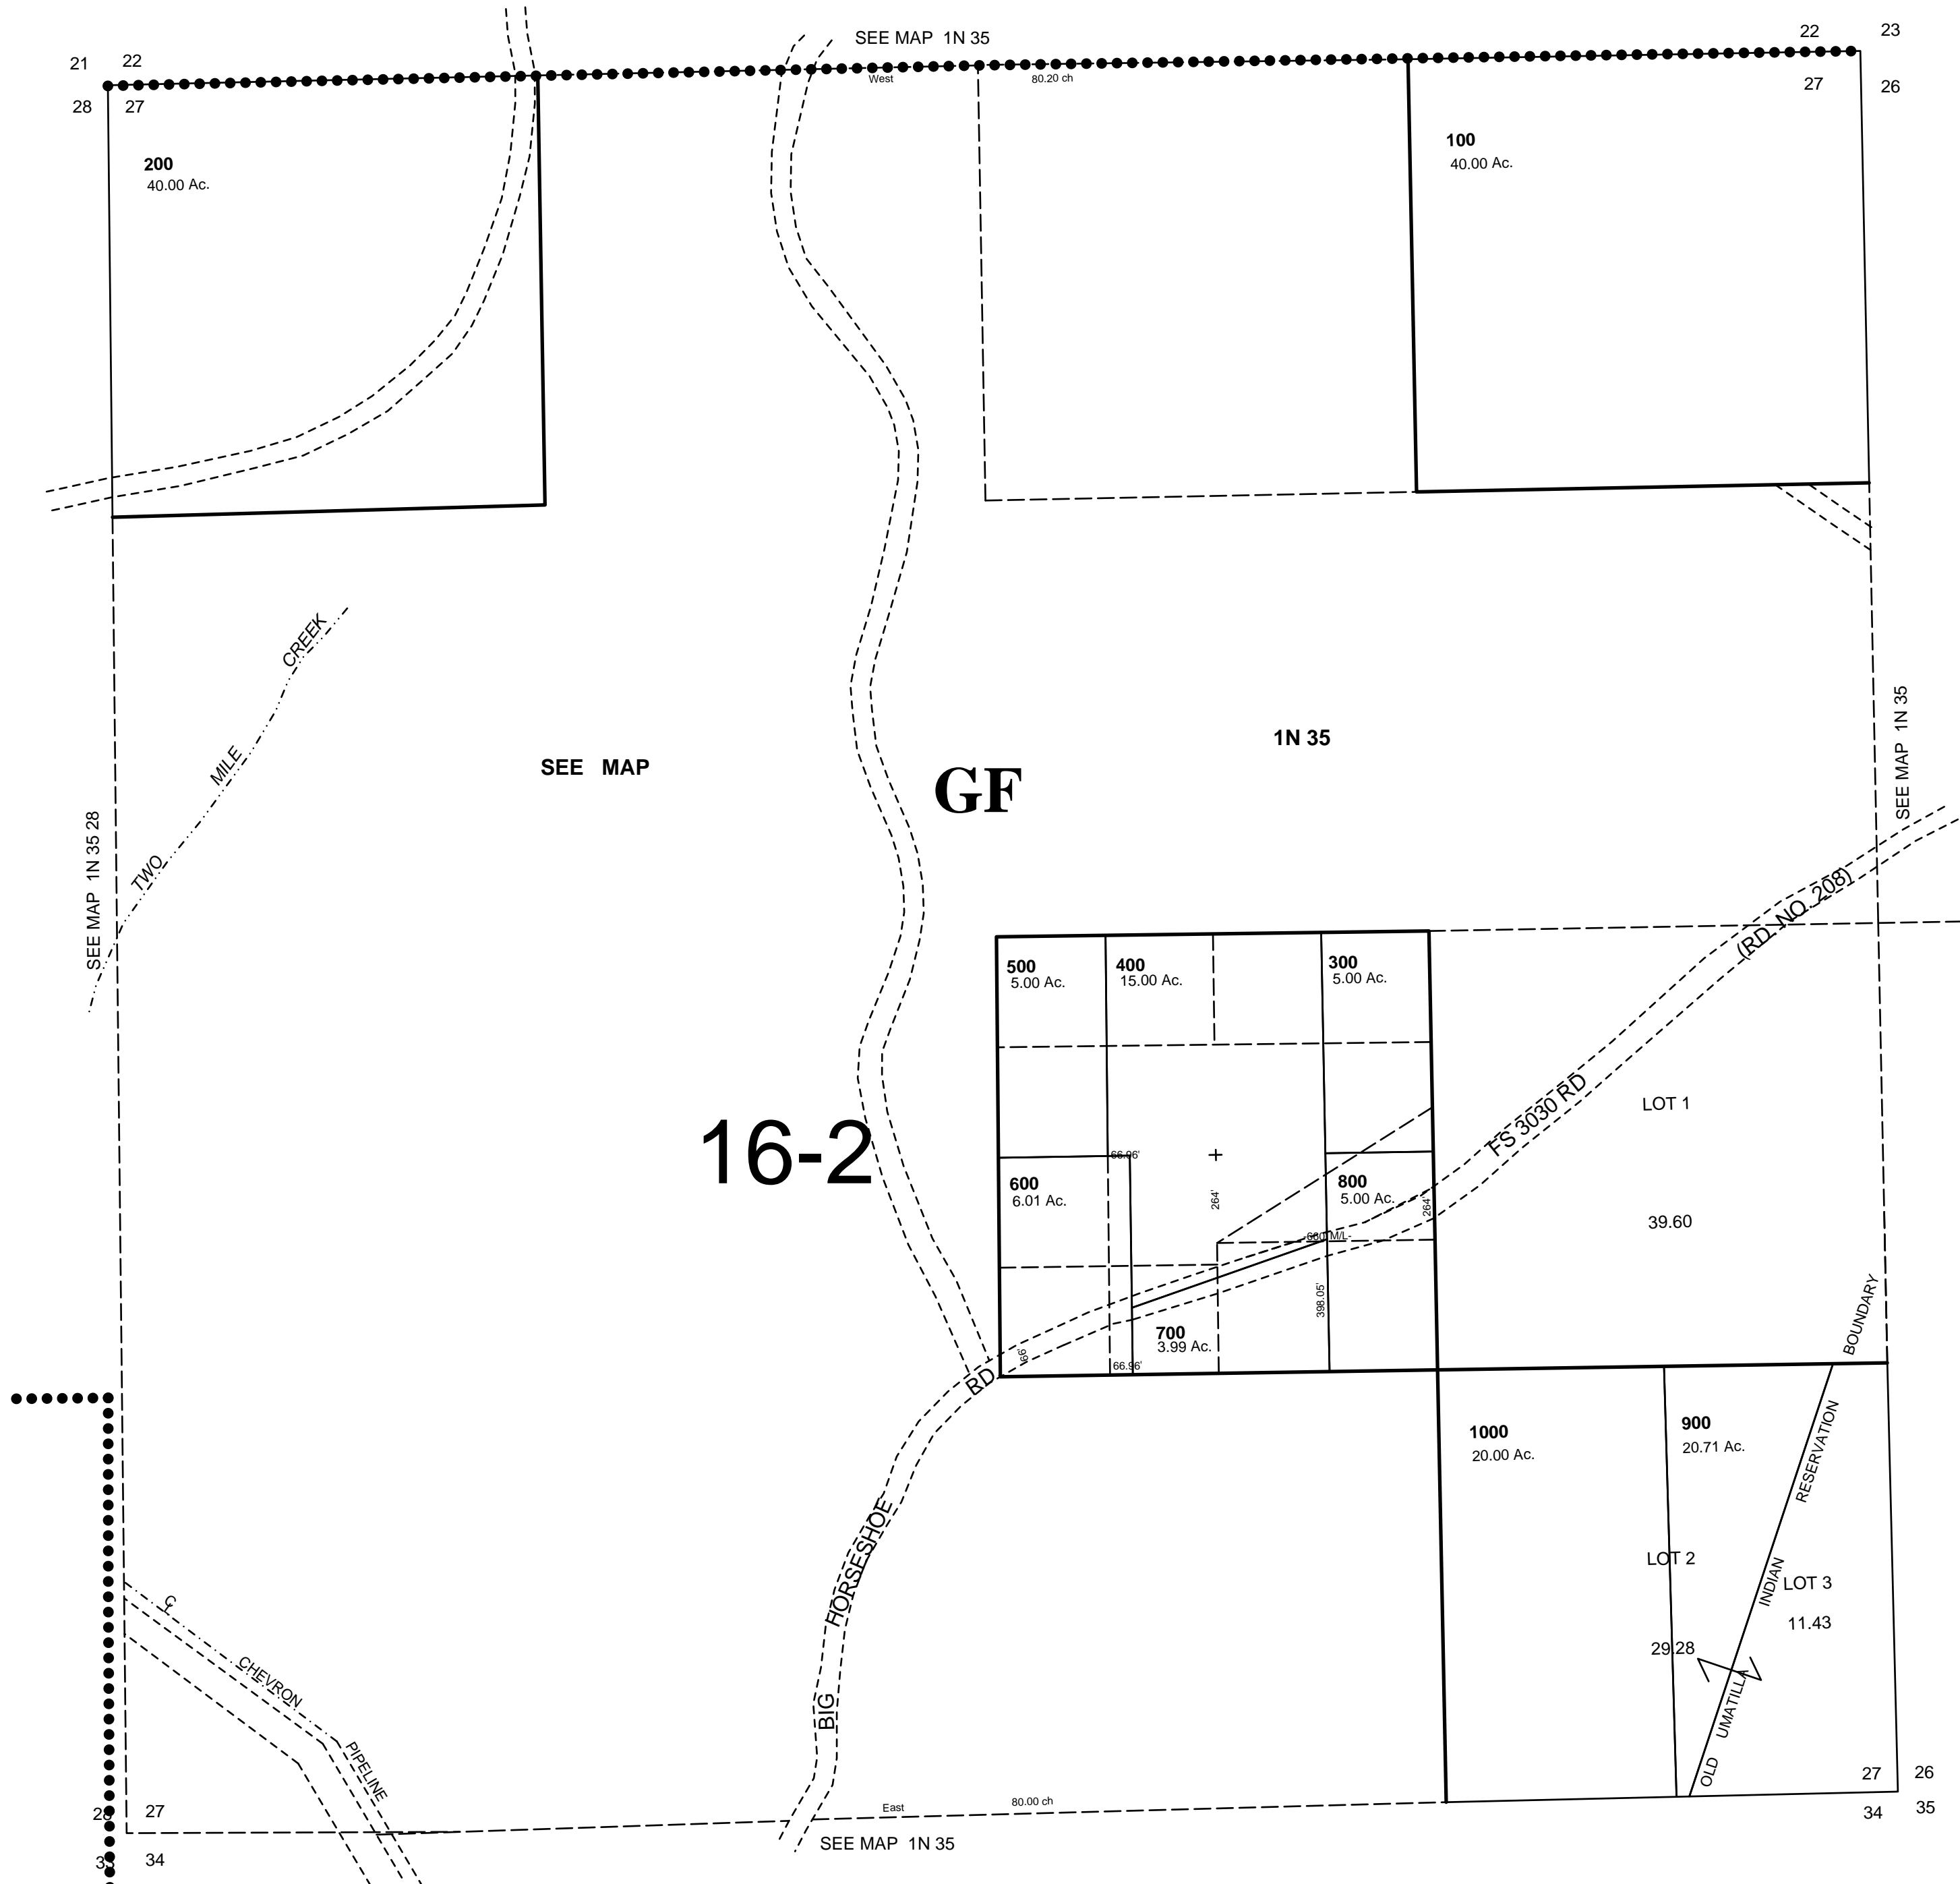 SEE MAP 1N 35
21 22
22 23
28 27
27 26
West 80.20 ch
200
40.00 Ac.
100
40.00 Ac.
TWO MILE CREEK
SEE MAP 1N 35 28
SEE MAP
GF
1N 35
SEE MAP 1N 35
(RD. NO. 208)
FS 3030 RD
500
5.00 Ac.
400
15.00 Ac.
300
5.00 Ac.
16-2
LOT 1
39.60
66.96'
600
6.01 Ac.
264'
800
5.00 Ac.
264'
660' M/L
398.05'
700
3.99 Ac.
66'
66.96'
BIG HORSESHOE RD
1000
20.00 Ac.
900
20.71 Ac.
LOT 2
29.28
LOT 3
11.43
OLD UMATILLA INDIAN RESERVATION BOUNDARY
CL CHEVRON PIPELINE
28 27
33 34
East 80.00 ch
SEE MAP 1N 35
27 26
34 35